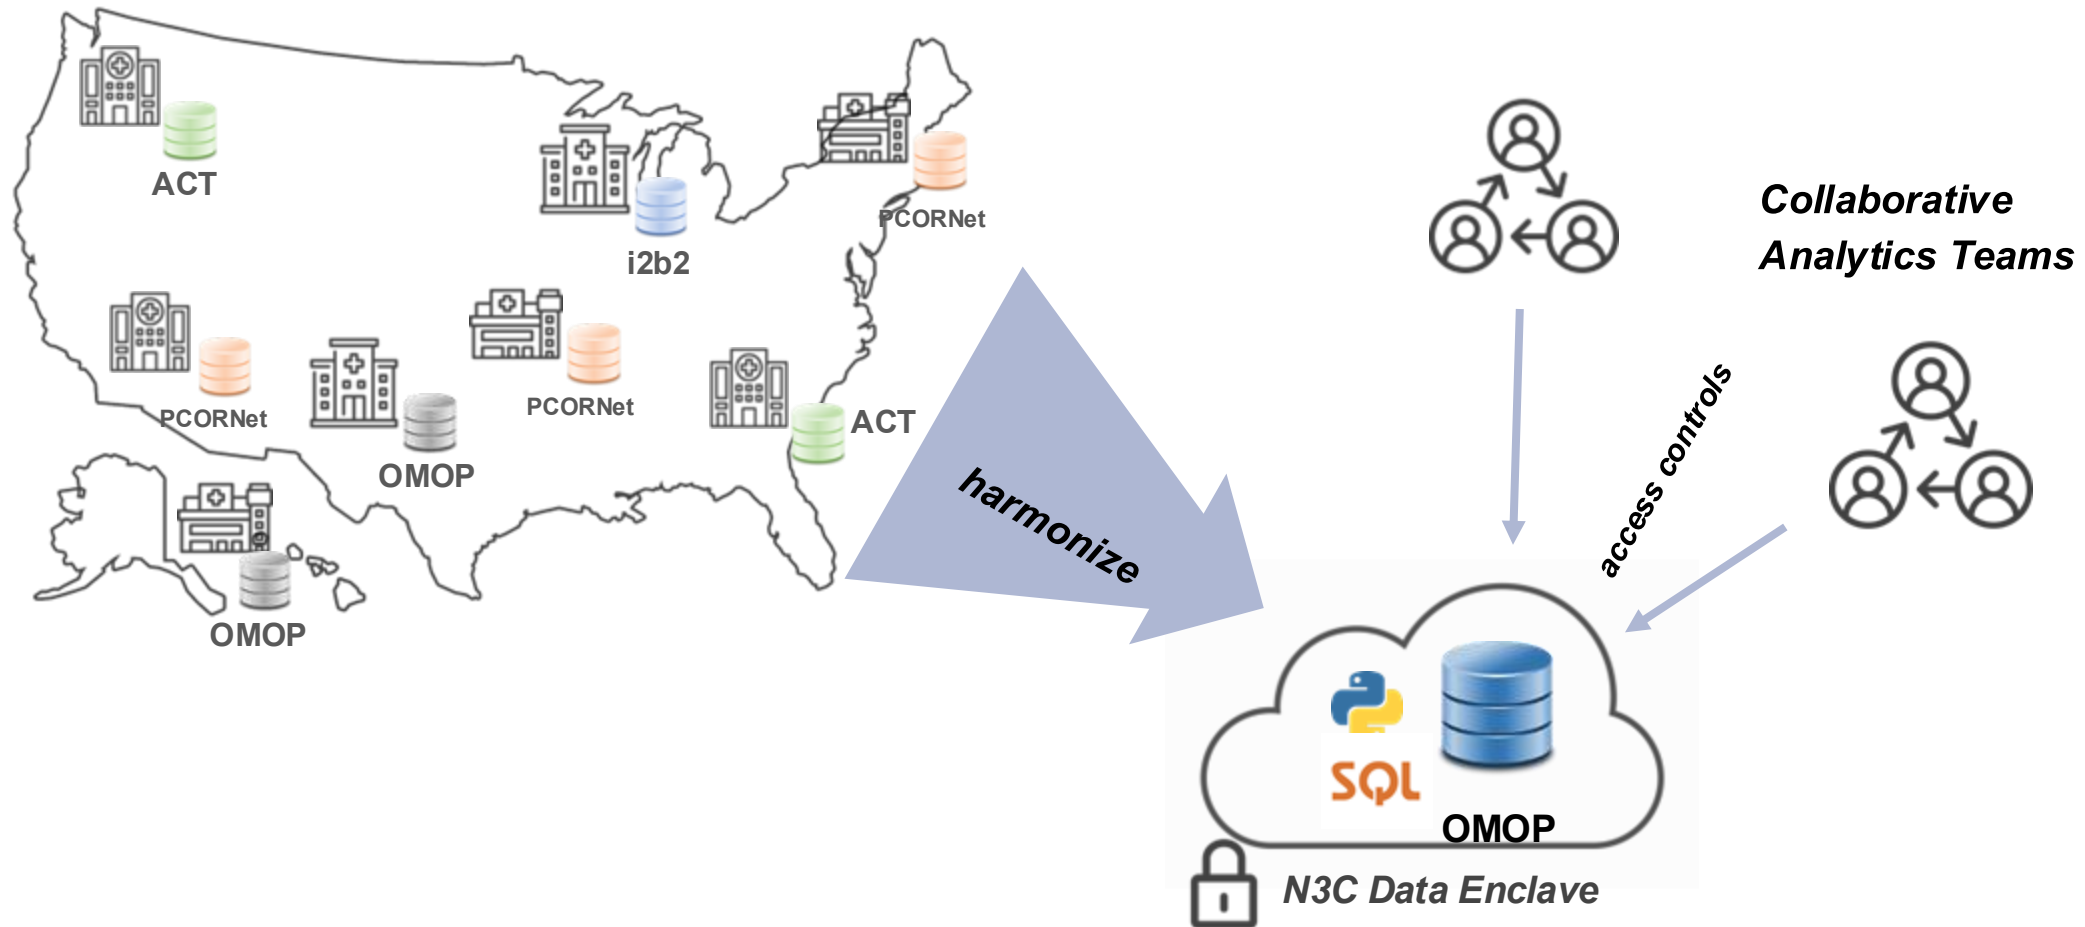 ACT
i2b2
PCORNet
PCORNet
OMOP
PCORNet
ACT
OMOP
harmonize
Collaborative
Analytics Teams
access controls
SQL
OMOP
N3C Data Enclave